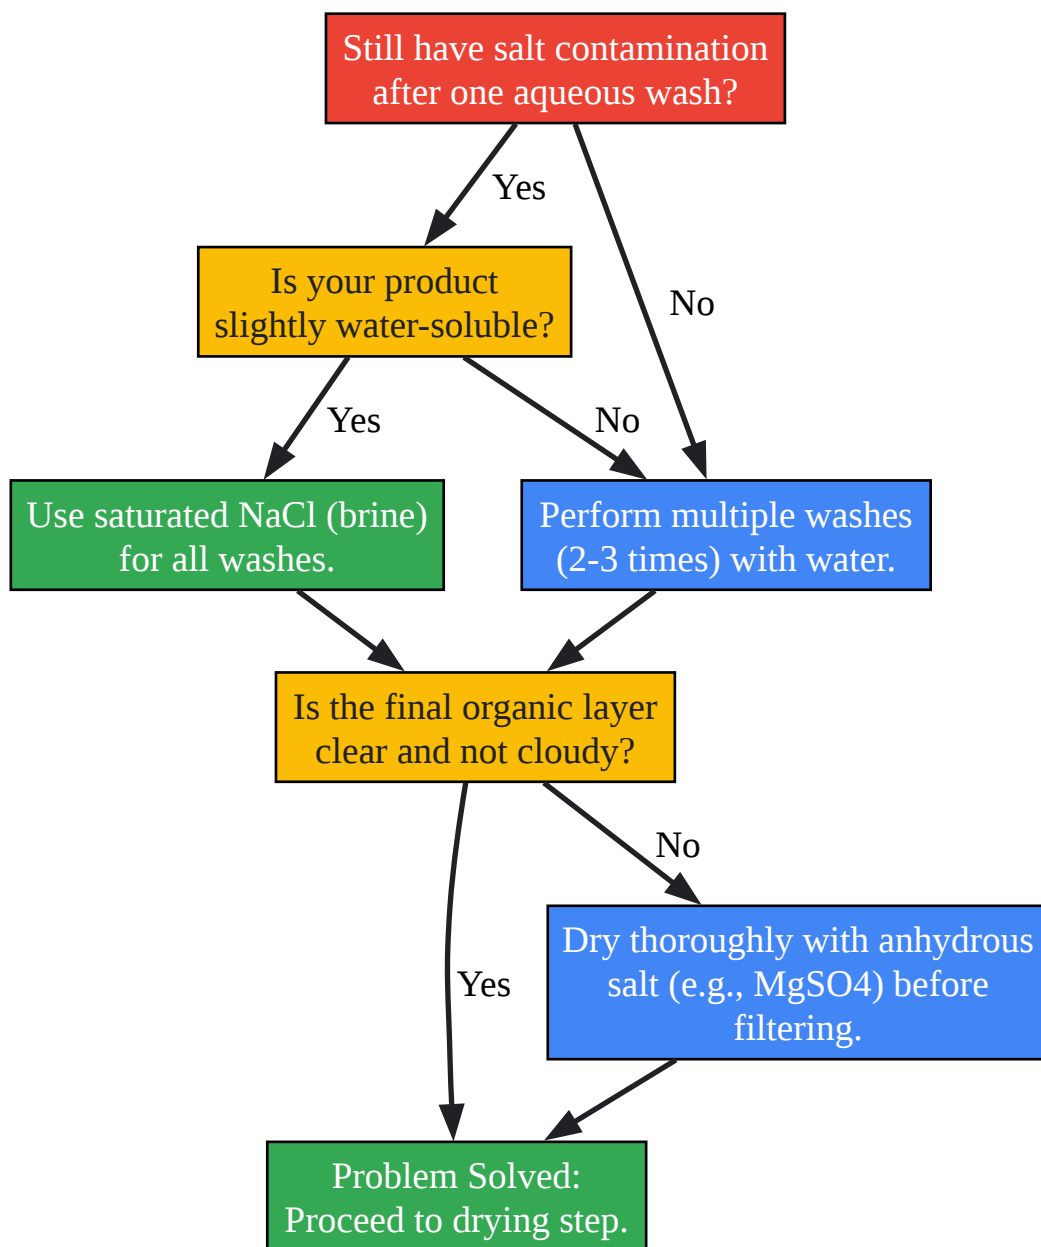 Still have salt contamination
after one aqueous wash?
Yes
No
Is your product
slightly water-soluble?
Yes
No
Use saturated NaCl (brine)
for all washes.
Perform multiple washes
(2-3 times) with water.
Is the final organic layer
clear and not cloudy?
No
Yes
Dry thoroughly with anhydrous
salt (e.g., MgSO4) before
filtering.
Problem Solved:
Proceed to drying step.